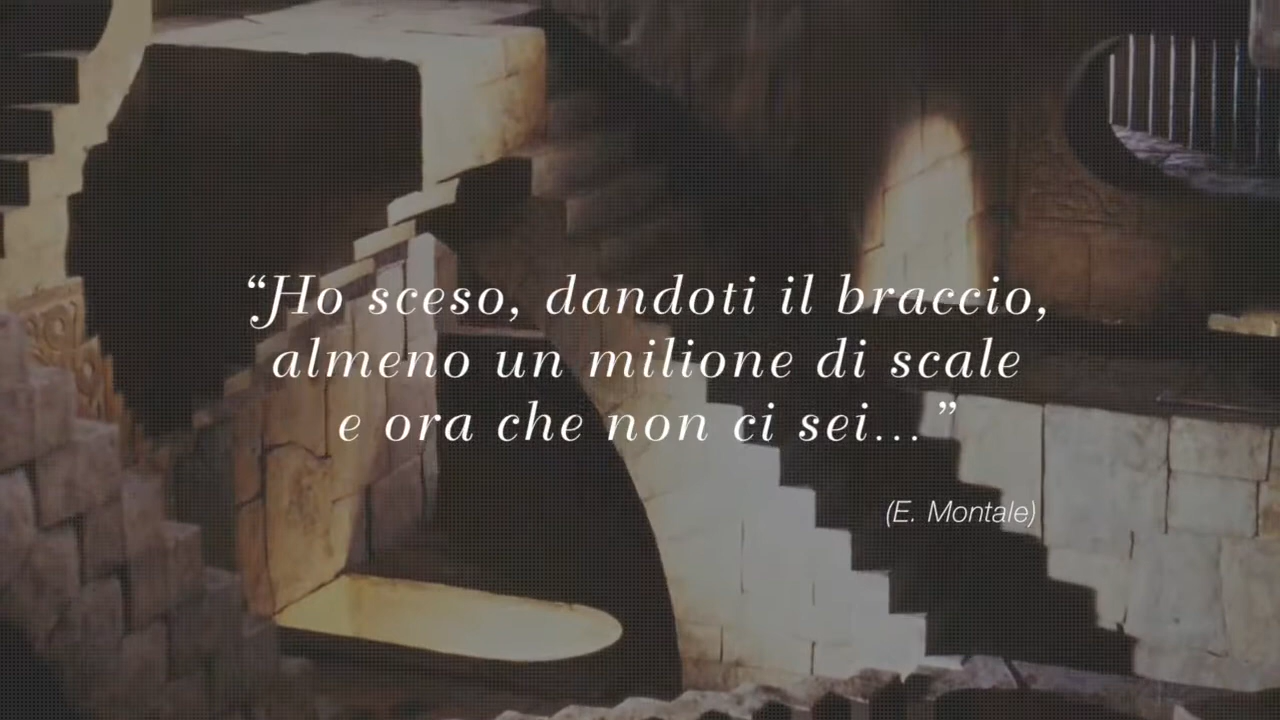 “Ho sceso, dandoti il braccio,
almeno un milione di scale
e ora che non ci sei...”
(E. Montale)